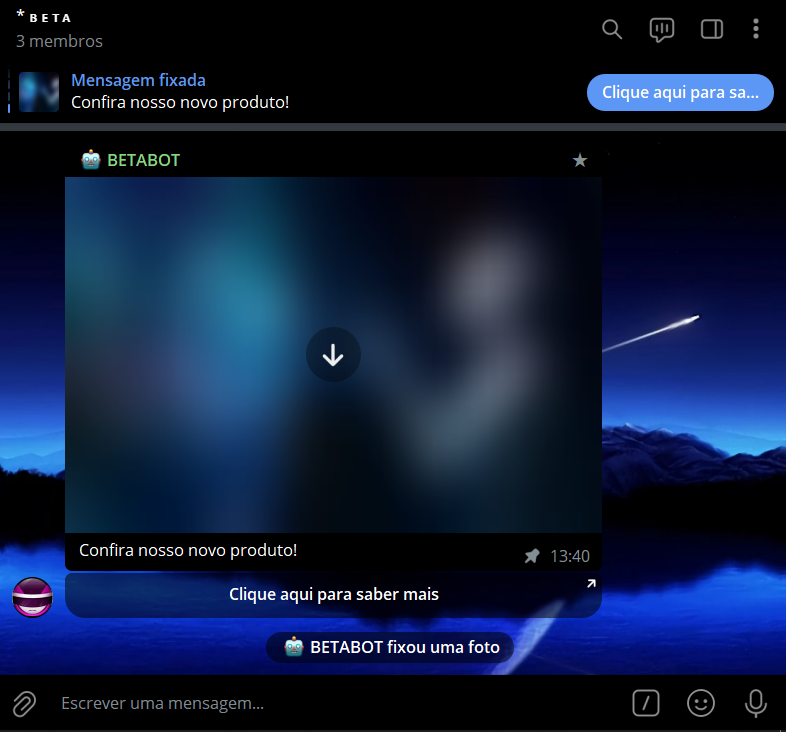 * BETA
3 membros
Mensagem fixada
Confira nosso novo produto!
Clique aqui para sa...
BETABOT
Confira nosso novo produto!
13:40
Clique aqui para saber mais
BETABOT fixou uma foto
Escrever uma mensagem...